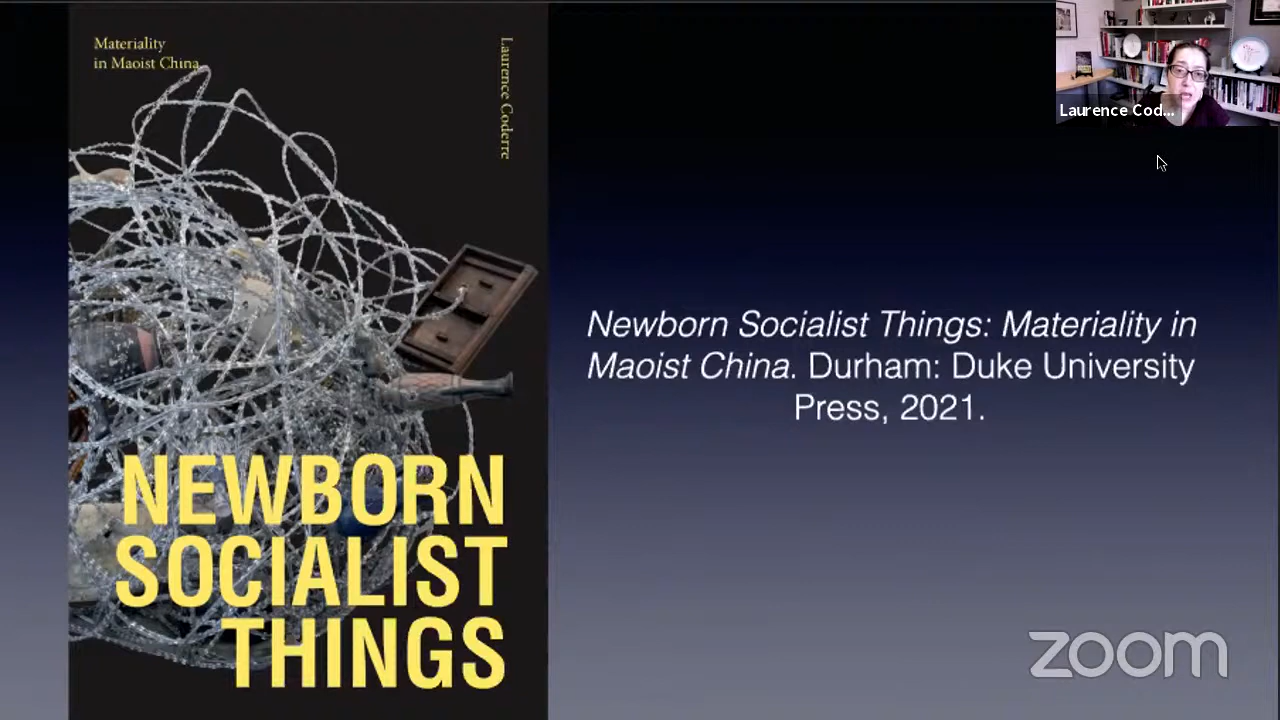 Materiality
in Maoist China
Laurence Coderre
NEWBORN
SOCIALIST
THINGS
Newborn Socialist Things: Materiality in
Maoist China. Durham: Duke University
Press, 2021.
Laurence Cod...
zoom